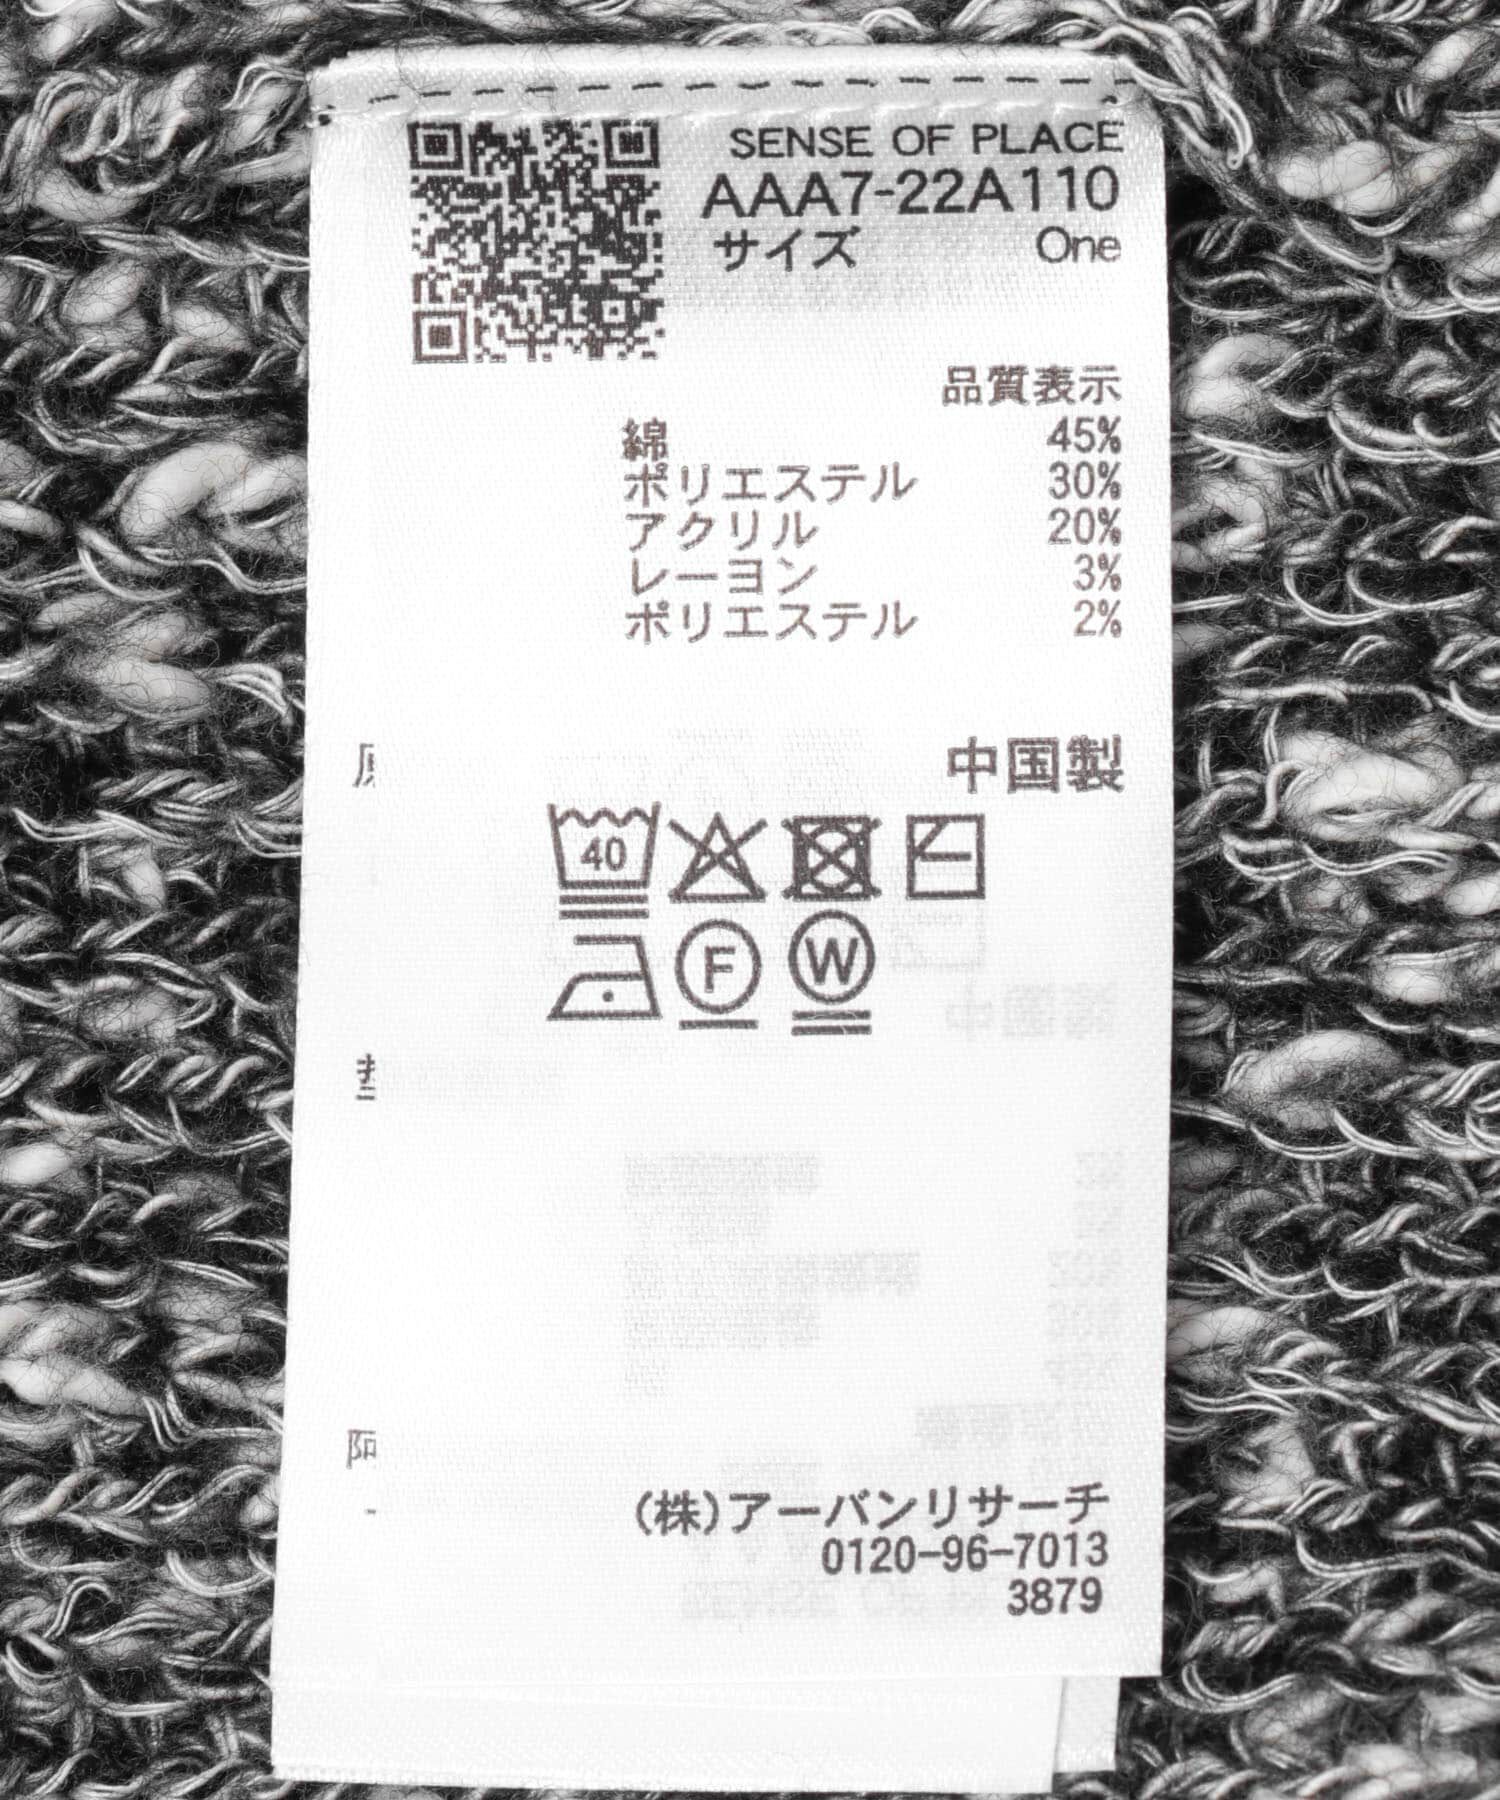 SENSE OF PLACE
AAA7-22A110
サイズ One
品質表示
綿 45%
ポリエステル 30%
アクリル 20%
レーヨン 3%
ポリエステル 2%
中国製
40
F W
(株)アーバンリサーチ
0120-96-7013
3879